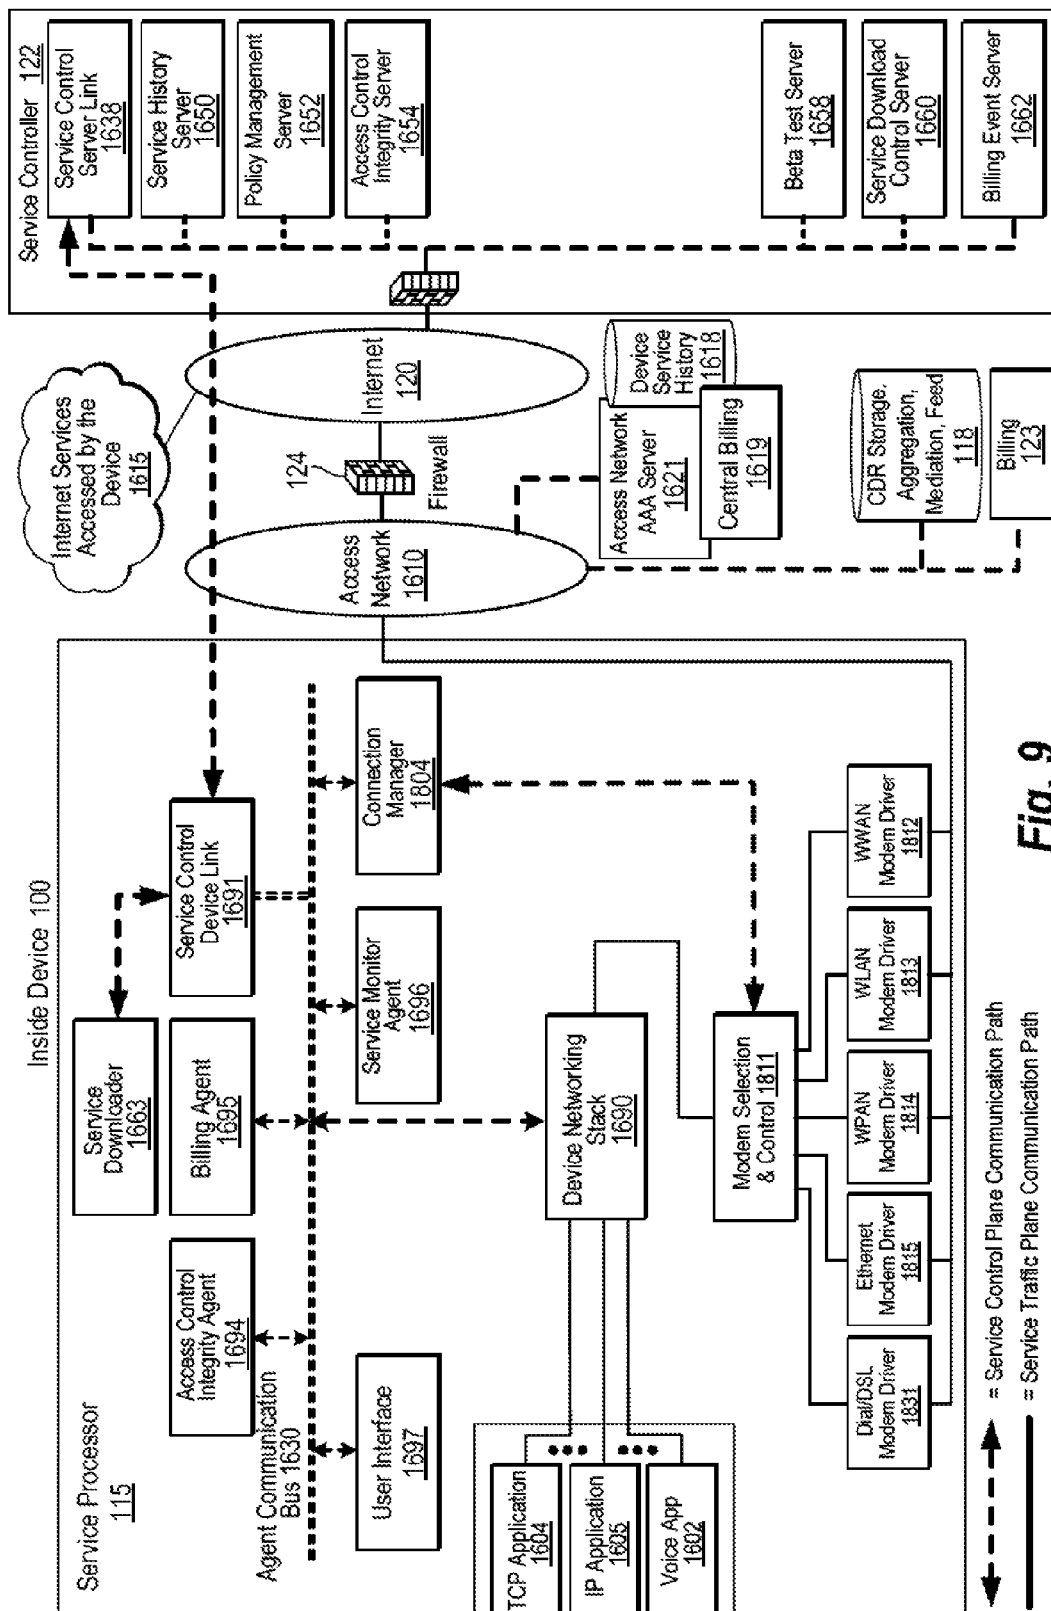 Inside Device 100
Service Processor
115
Service
Downloader
1663
Access Control
Integrity Agent
1694
Billing Agent
1695
Service Control
Device Link
1691
Agent Communication
Bus 1630
User Interface
1697
Service Monitor
Agent
1696
Connection
Manager
1804
TCP Application
1604
IP Application
1605
Voice App
1602
Device Networking
Stack
1690
Modem Selection
& Control 1811
Dial/DSL
Modem Driver
1831
Ethernet
Modem Driver
1815
WPAN
Modem Driver
1814
WLAN
Modem Driver
1813
WWAN
Modem Driver
1812
= Service Control Plane Communication Path
= Service Traffic Plane Communication Path
Fig. 9
Internet Services
Accessed by the
Device
1615
Access
Network
1610
124
Firewall
Internet
120
Access Network
AAA Server
1621
Device
Service
History
1618
Central Billing
1619
CDR Storage,
Aggregation,
Mediation, Feed
118
Billing
123
Service Controller 122
Service Control
Server Link
1638
Service History
Server
1650
Policy Management
Server
1652
Access Control
Integrity Server
1654
Beta Test Server
1658
Service Download
Control Server
1660
Billing Event Server
1662